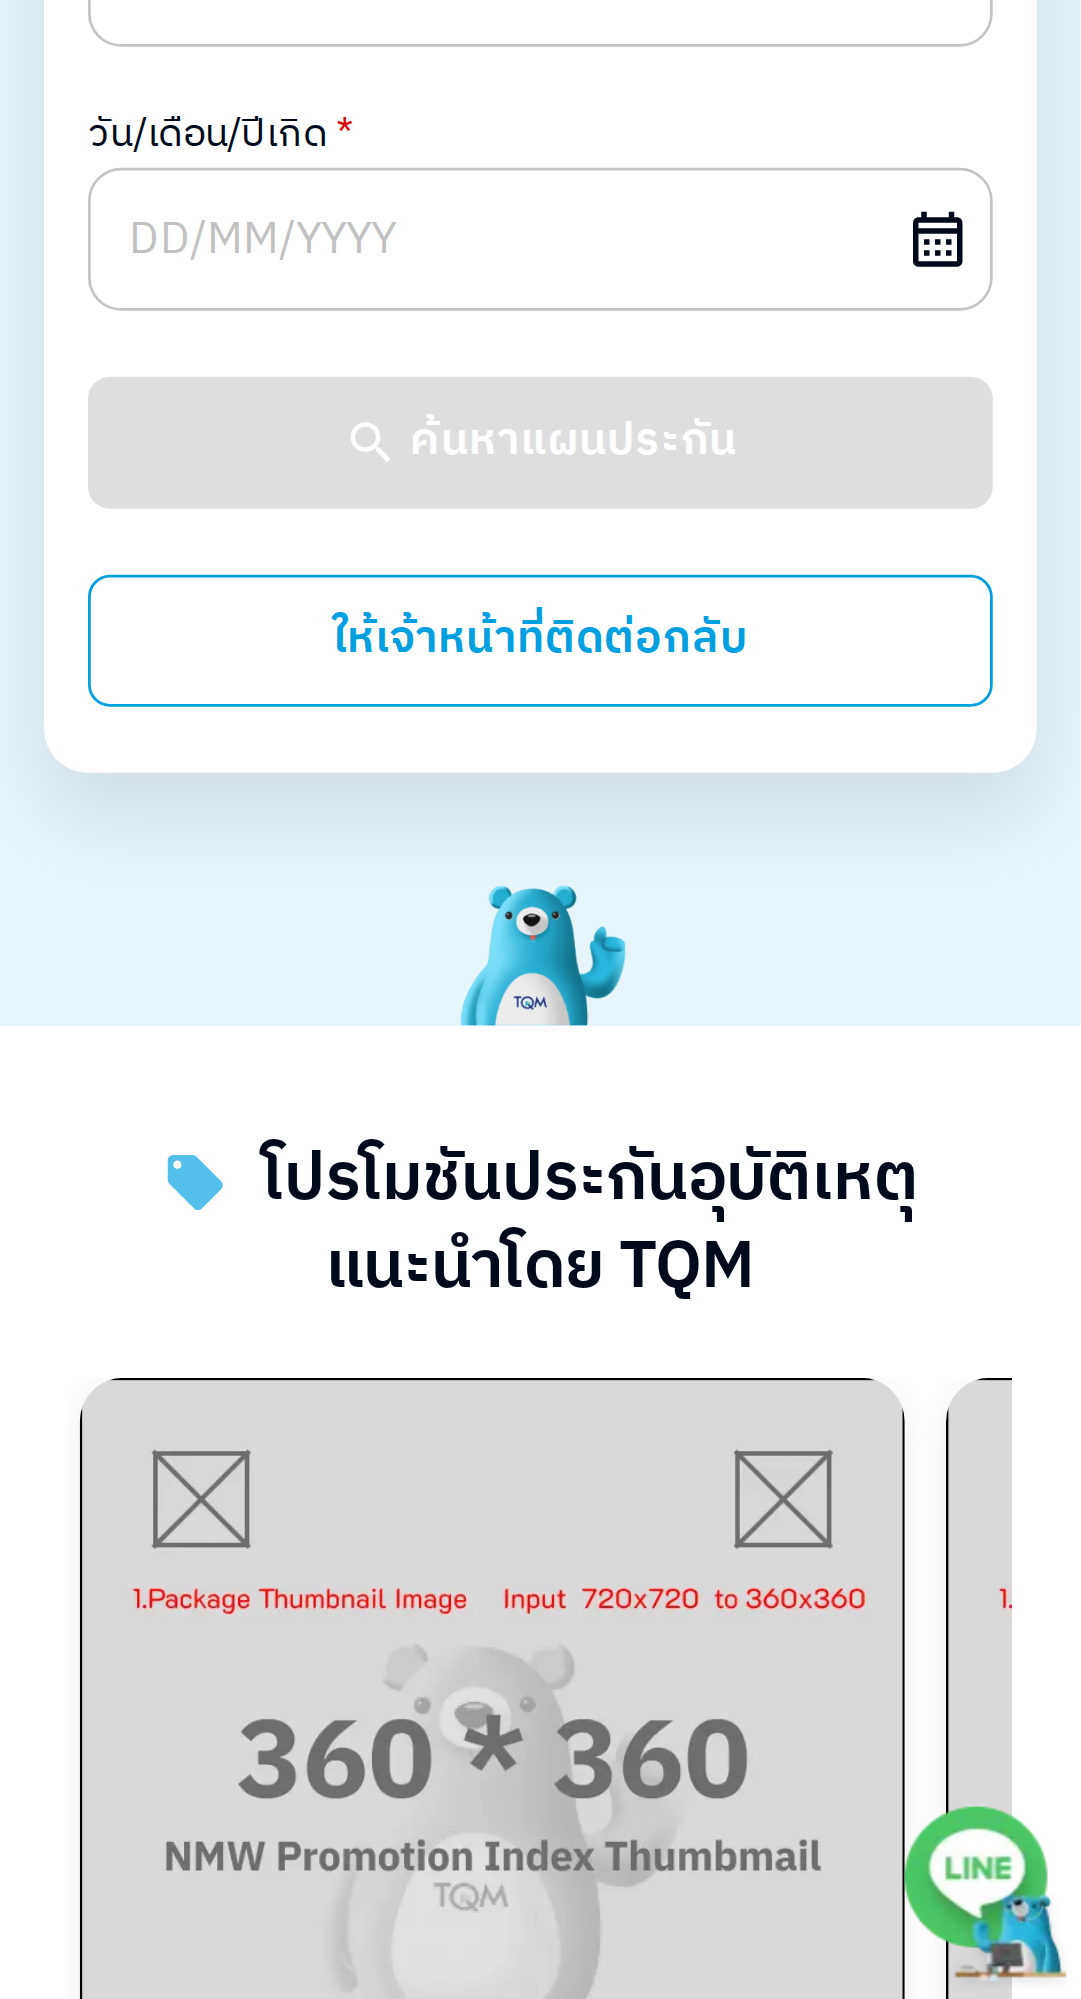 วัน/เดือน/ปีเกิด *
DD/MM/YYYY
ค้นหาแผนประกัน
ให้เจ้าหน้าที่ติดต่อกลับ
TQM
โปรโมชันประกันอุบัติเหตุ
แนะนำโดย TQM
1.Package Thumbnail Image Input 720x720 to 360x360
1.
360 * 360
NMW Promotion Index Thumbmail
TQM
LINE